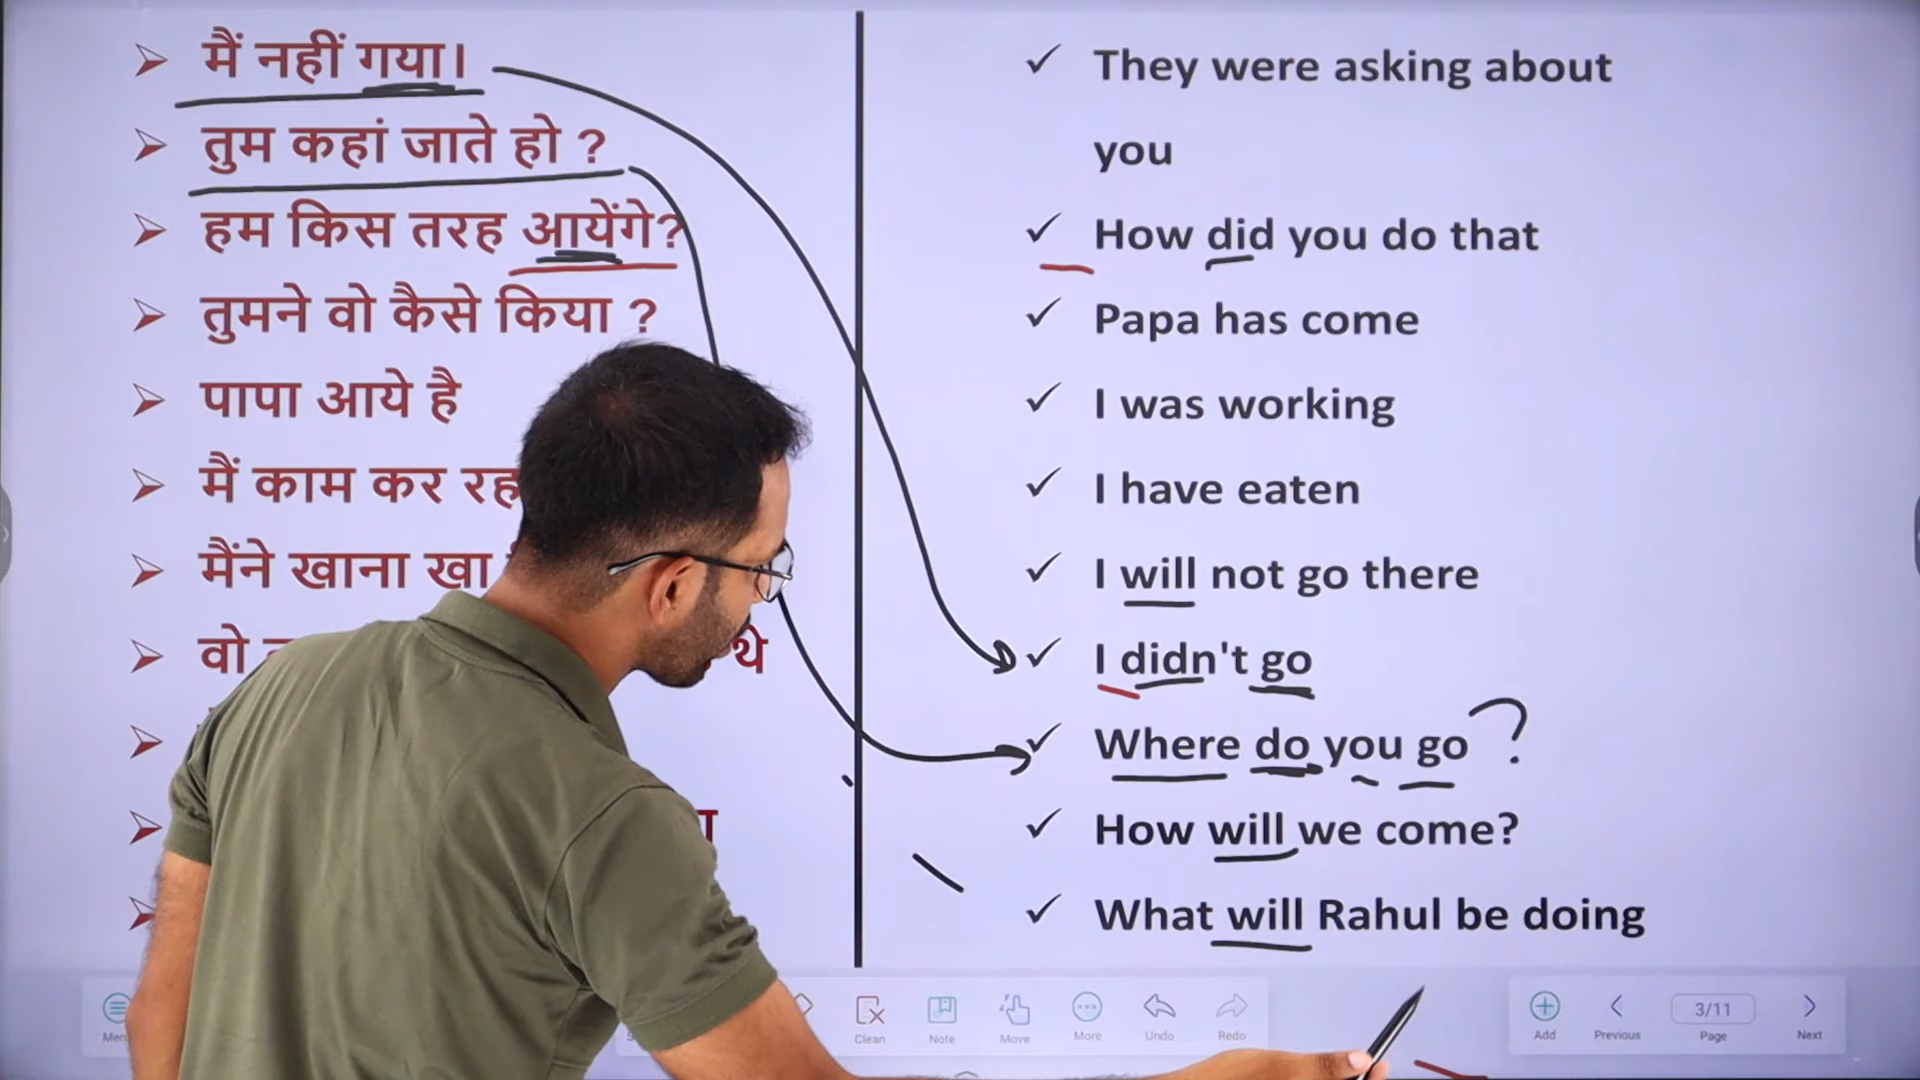 मैं नहीं गया।
तुम कहां जाते हो ?
हम किस तरह आयेंगे?
तुमने वो कैसे किया ?
पापा आये है
मैं काम कर
मैंने खाना खा
वो
थे
They were asking about
you
How did you do that
Papa has come
I was working
I have eaten
I will not go there
I didn't go
Where do you go ?
How will we come?
What will Rahul be doing
Clean
Note
Move
More
Undo
Redo
Add
Previous
3/11
Page
Next